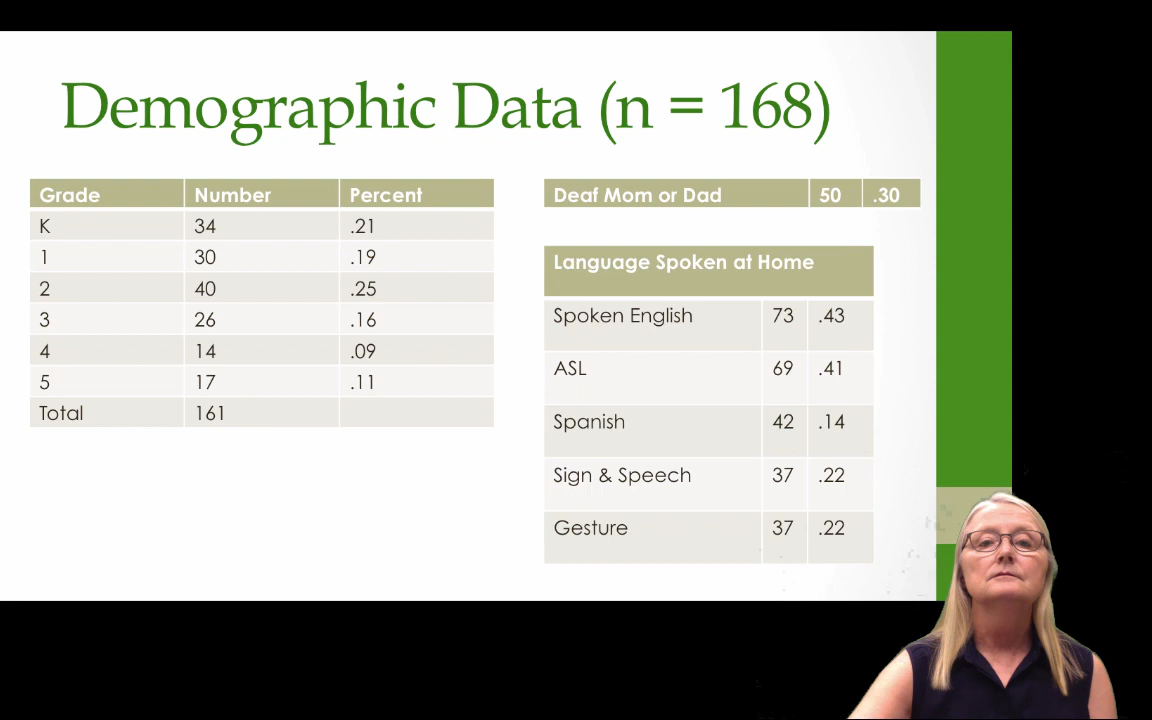 Demographic Data (n = 168)
Grade Number Percent
K 34 .21
1 30 .19
2 40 .25
3 26 .16
4 14 .09
5 17 .11
Total 161
Deaf Mom or Dad 50 .30
Language Spoken at Home
Spoken English 73 .43
ASL 69 .41
Spanish 42 .14
Sign & Speech 37 .22
Gesture 37 .22